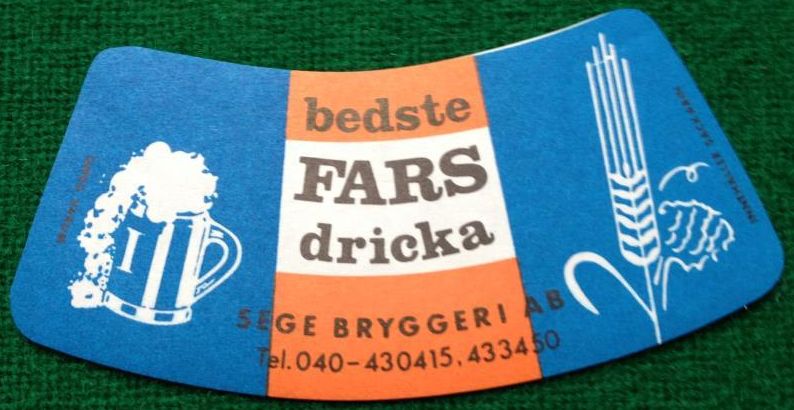 bedste
FARS
dricka
I
SEGE BRYGGERI AB
Tel. 040-430415, 433450